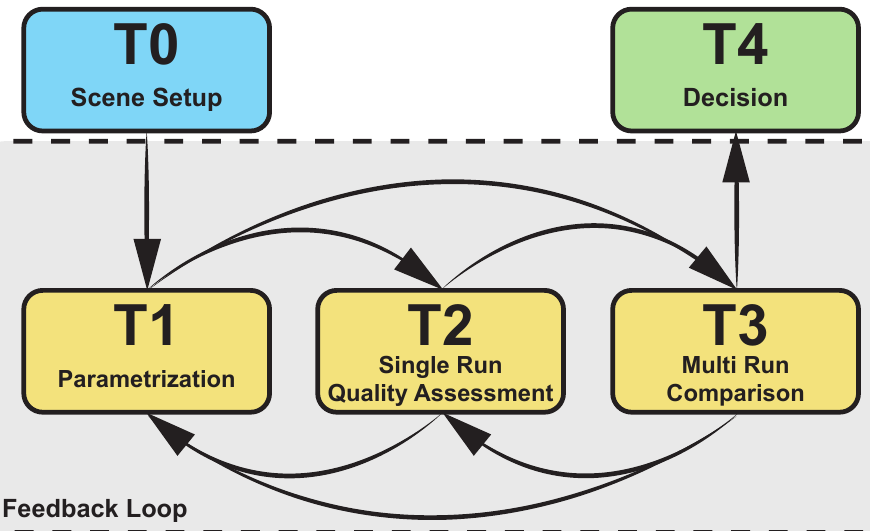 T0
Scene Setup
T4
Decision
T1
Parametrization
T2
Single Run
Quality Assessment
T3
Multi Run
Comparison
Feedback Loop